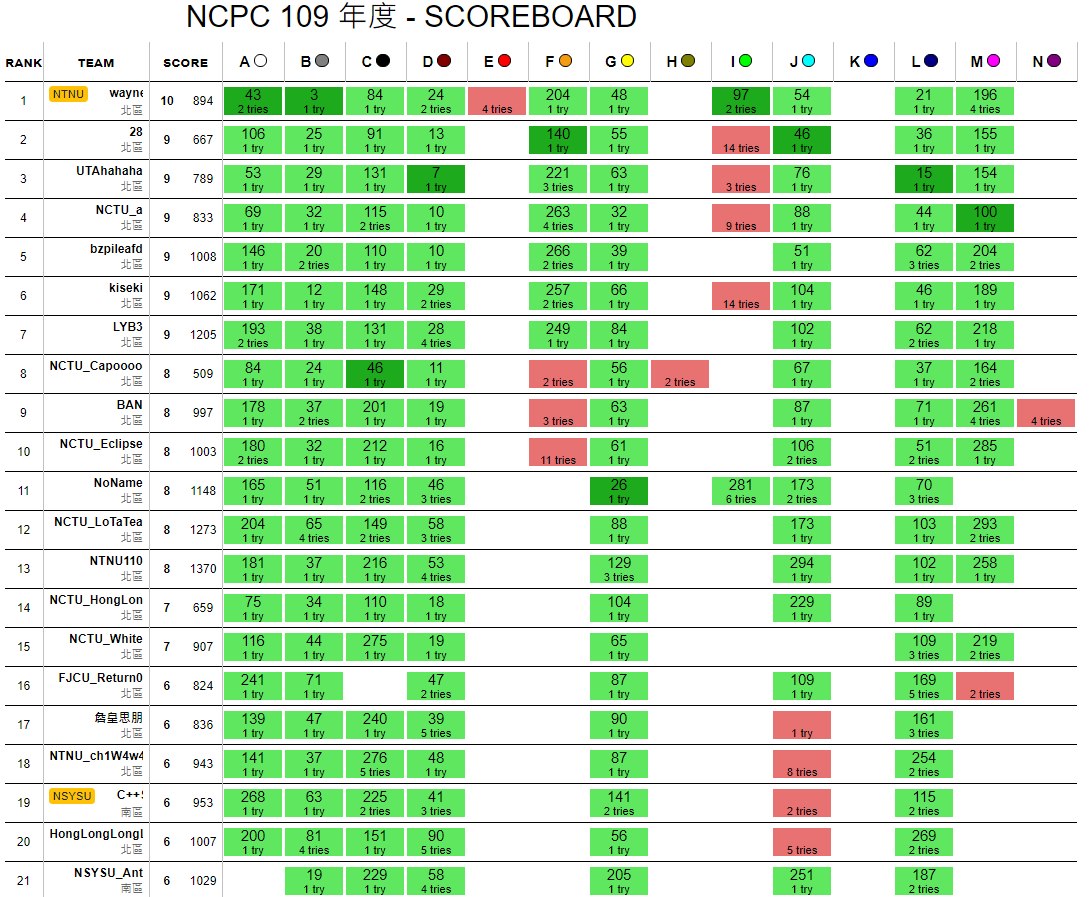 NCPC 109 年度 - SCOREBOARD
RANK TEAM SCORE A B C D E F G H I J K L M N
1 NTNU wayne 10 894 43 3 84 24 204 48 97 54 21 196
北區 2 tries 1 try 1 try 2 tries 4 tries 1 try 1 try 2 tries 1 try 1 try 4 tries
2 28 9 667 106 25 91 13 140 55 46 36 155
北區 1 try 1 try 1 try 1 try 1 try 1 try 14 tries 1 try 1 try 1 try
3 UTAhahaha 9 789 53 29 131 7 221 63 76 15 154
北區 1 try 1 try 1 try 1 try 3 tries 1 try 3 tries 1 try 1 try 1 try
4 NCTU_a 9 833 69 32 115 10 263 32 88 44 100
北區 1 try 1 try 2 tries 1 try 4 tries 1 try 9 tries 1 try 1 try 1 try
5 bzpileafd 9 1008 146 20 110 10 266 39 51 62 204
北區 1 try 2 tries 1 try 1 try 2 tries 1 try 1 try 3 tries 2 tries
6 kiseki 9 1062 171 12 148 29 257 66 104 46 189
北區 1 try 1 try 1 try 2 tries 2 tries 1 try 14 tries 1 try 1 try 1 try
7 LYB3 9 1205 193 38 131 28 249 84 102 62 218
北區 2 tries 1 try 1 try 4 tries 1 try 1 try 1 try 2 tries 1 try
8 NCTU_Capoooo 8 509 84 24 46 11 56 67 37 164
北區 1 try 1 try 1 try 1 try 2 tries 1 try 2 tries 1 try 1 try 2 tries
9 BAN 8 997 178 37 201 19 63 87 71 261
北區 1 try 2 tries 1 try 1 try 3 tries 1 try 1 try 1 try 4 tries 4 tries
10 NCTU_Eclipse 8 1003 180 32 212 16 61 106 51 285
北區 2 tries 1 try 1 try 1 try 11 tries 1 try 2 tries 2 tries 1 try
11 NoName 8 1148 165 51 116 46 26 281 173 70
北區 1 try 1 try 2 tries 3 tries 1 try 6 tries 2 tries 3 tries
12 NCTU_LoTaTea 8 1273 204 65 149 58 88 173 103 293
北區 1 try 4 tries 2 tries 3 tries 1 try 1 try 1 try 2 tries
13 NTNU110 8 1370 181 37 216 53 129 294 102 258
北區 1 try 1 try 1 try 4 tries 3 tries 1 try 1 try 1 try
14 NCTU_HongLon 7 659 75 34 110 18 104 229 89
北區 1 try 1 try 1 try 1 try 1 try 1 try 1 try
15 NCTU_White 7 907 116 44 275 19 65 109 219
北區 1 try 1 try 1 try 1 try 1 try 3 tries 2 tries
16 FJCU_Return0 6 824 241 71 47 87 109 169
北區 1 try 1 try 2 tries 1 try 1 try 5 tries 2 tries
17 詹皇思朋 6 836 139 47 240 39 90 161
北區 1 try 1 try 1 try 5 tries 1 try 1 try 3 tries
18 NTNU_ch1W4w4 6 943 141 37 276 48 87 254
北區 1 try 1 try 5 tries 1 try 1 try 8 tries 2 tries
19 NSYSU C++ 6 953 268 63 225 41 141 115
南區 1 try 1 try 2 tries 3 tries 2 tries 2 tries 2 tries
20 HongLongLongL 6 1007 200 81 151 90 56 269
北區 1 try 4 tries 1 try 5 tries 1 try 5 tries 2 tries
21 NSYSU_Ant 6 1029 19 229 58 205 251 187
南區 1 try 1 try 4 tries 1 try 1 try 2 tries